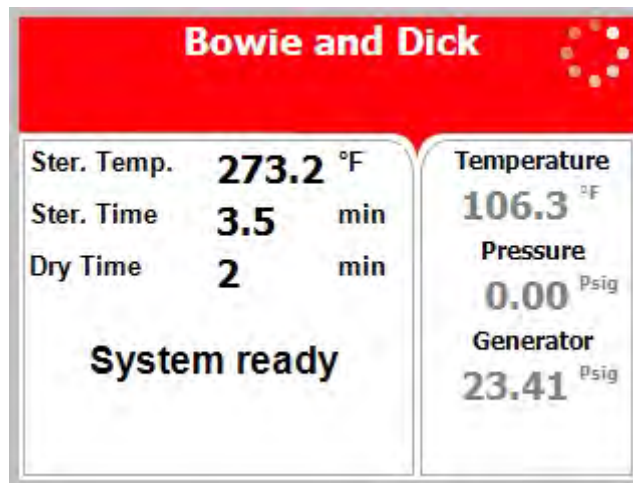 Bowie and Dick
Ster. Temp. 273.2 °F
Ster. Time 3.5 min
Dry Time 2 min
System ready
Temperature
106.3 °F
Pressure
0.00 Psig
Generator
23.41 Psig